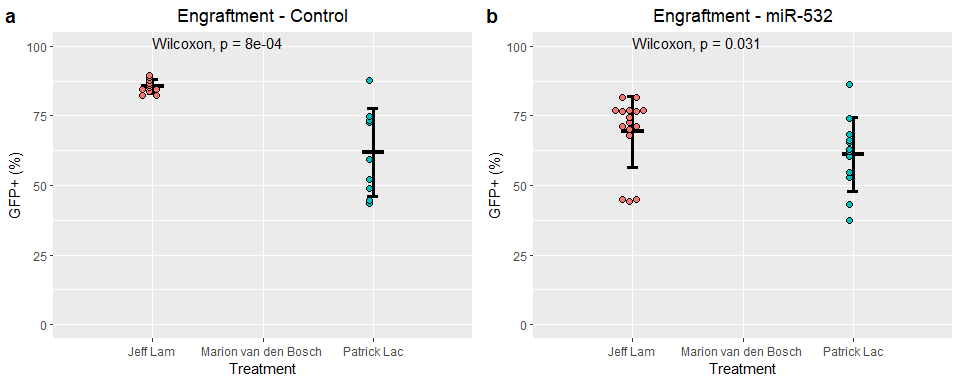 a
Engraftment - Control
Wilcoxon, p = 8e-04
100
75
50
25
0
GFP+ (%)
Jeff Lam
Marion van den Bosch
Patrick Lac
Treatment
b
Engraftment - miR-532
Wilcoxon, p = 0.031
100
75
50
25
0
GFP+ (%)
Jeff Lam
Marion van den Bosch
Patrick Lac
Treatment